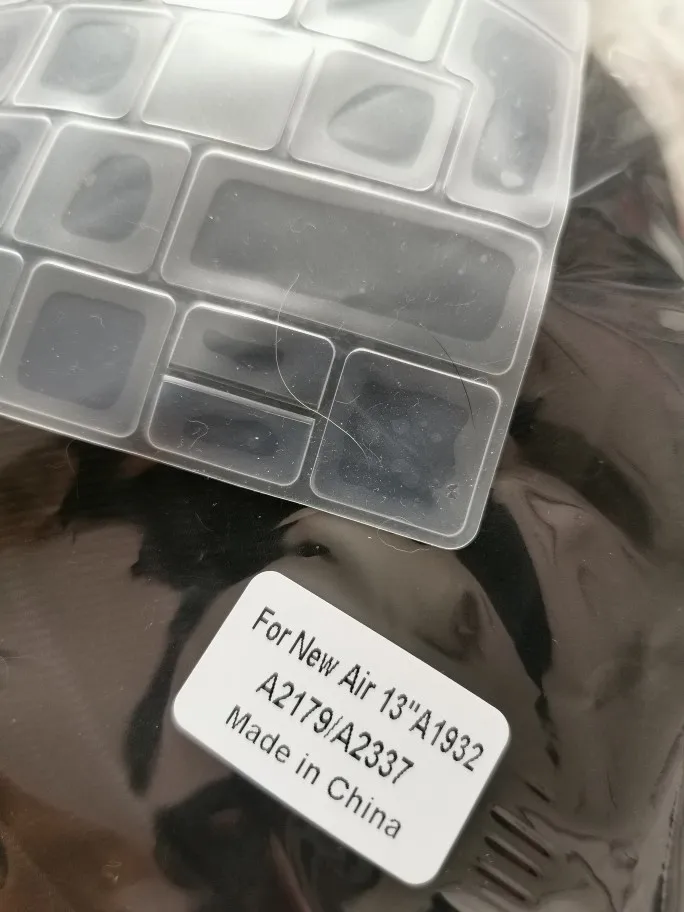 For New Air 13"A1932
A2179/A2337
Made in China